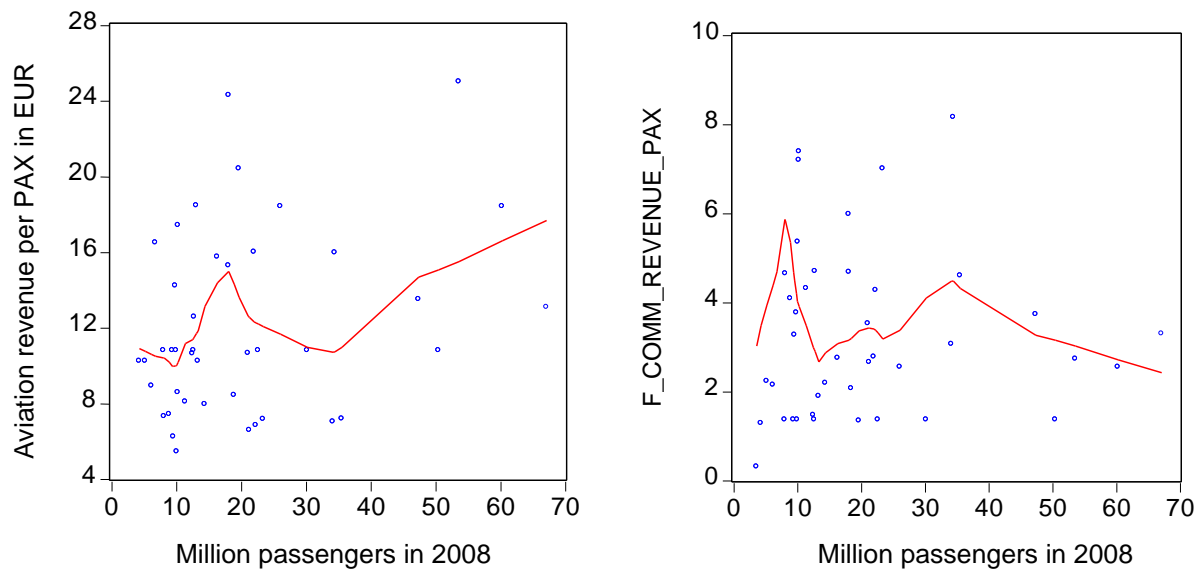 Aviation revenue per PAX in EUR
28
24
20
16
12
8
4
0 10 20 30 40 50 60 70
Million passengers in 2008
F_COMM_REVENUE_PAX
10
8
6
4
2
0
0 10 20 30 40 50 60 70
Million passengers in 2008